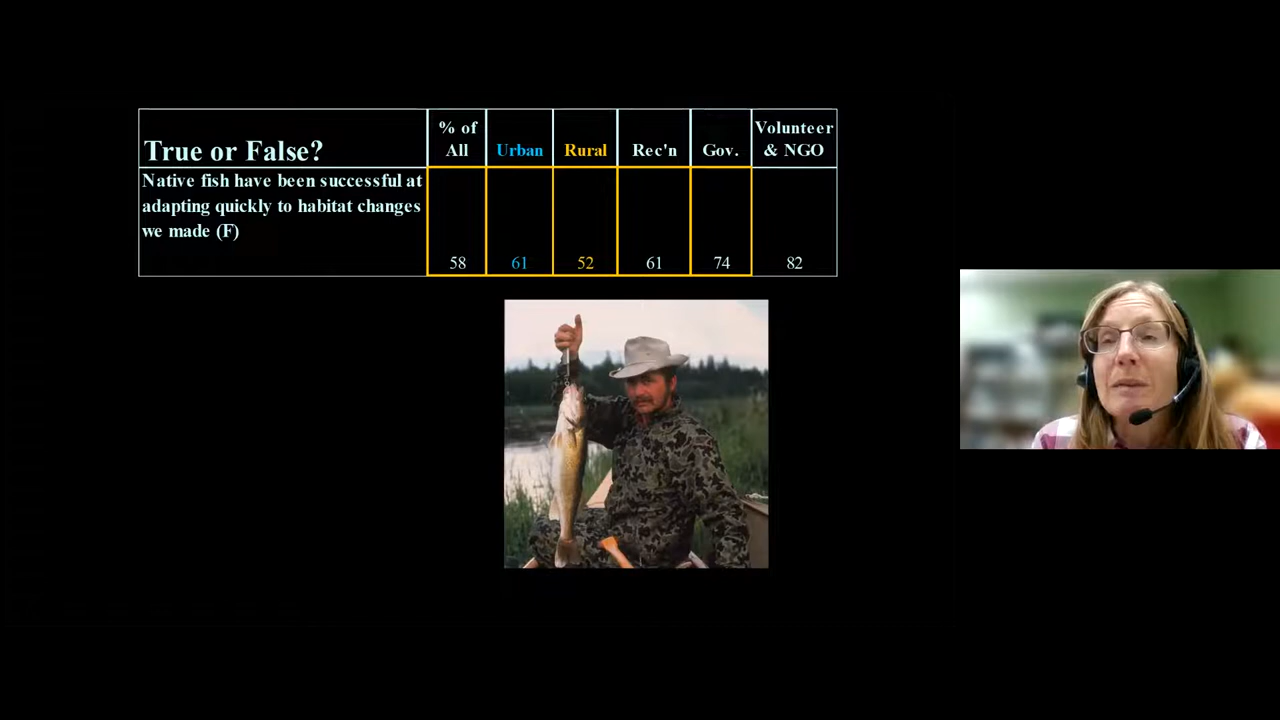 True or False?
% of
All
Urban
Rural
Rec'n
Gov.
Volunteer
& NGO
Native fish have been successful at
adapting quickly to habitat changes
we made (F)
58
61
52
61
74
82